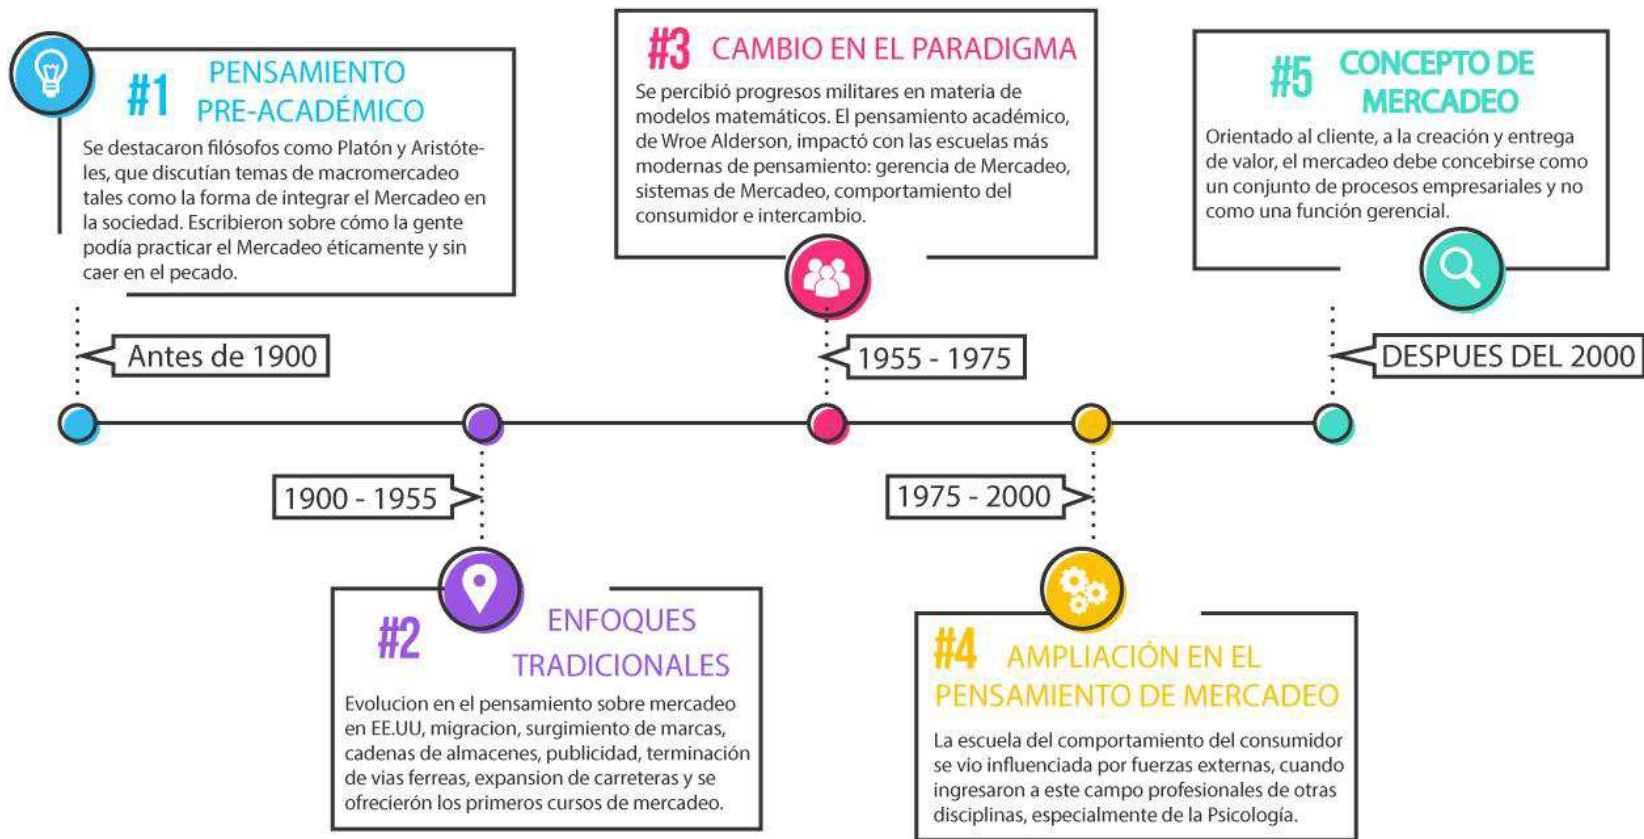 #1 PENSAMIENTO
PRE-ACADÉMICO
Se destacaron filósofos como Platón y Aristóte-
les, que discutían temas de macromercadeo
tales como la forma de integrar el Mercadeo en
la sociedad. Escribieron sobre cómo la gente
podía practicar el Mercadeo éticamente y sin
caer en el pecado.
Antes de 1900
#2 ENFOQUES
TRADICIONALES
Evolucion en el pensamiento sobre mercadeo
en EE.UU, migracion, surgimiento de marcas,
cadenas de almacenes, publicidad, terminación
de vias ferreas, expansion de carreteras y se
ofrecierón los primeros cursos de mercadeo.
1900 - 1955
#3 CAMBIO EN EL PARADIGMA
Se percibió progresos militares en materia de
modelos matemáticos. El pensamiento académico,
de Wroe Alderson, impactó con las escuelas más
modernas de pensamiento: gerencia de Mercadeo,
sistemas de Mercadeo, comportamiento del
consumidor e intercambio.
1955 - 1975
#4 AMPLIACIÓN EN EL
PENSAMIENTO DE MERCADEO
La escuela del comportamiento del consumidor
se vio influenciada por fuerzas externas, cuando
ingresaron a este campo profesionales de otras
disciplinas, especialmente de la Psicología.
1975 - 2000
#5 CONCEPTO DE
MERCADEO
Orientado al cliente, a la creación y entrega
de valor, el mercadeo debe concebirse como
un conjunto de procesos empresariales y no
como una función gerencial.
DESPUES DEL 2000